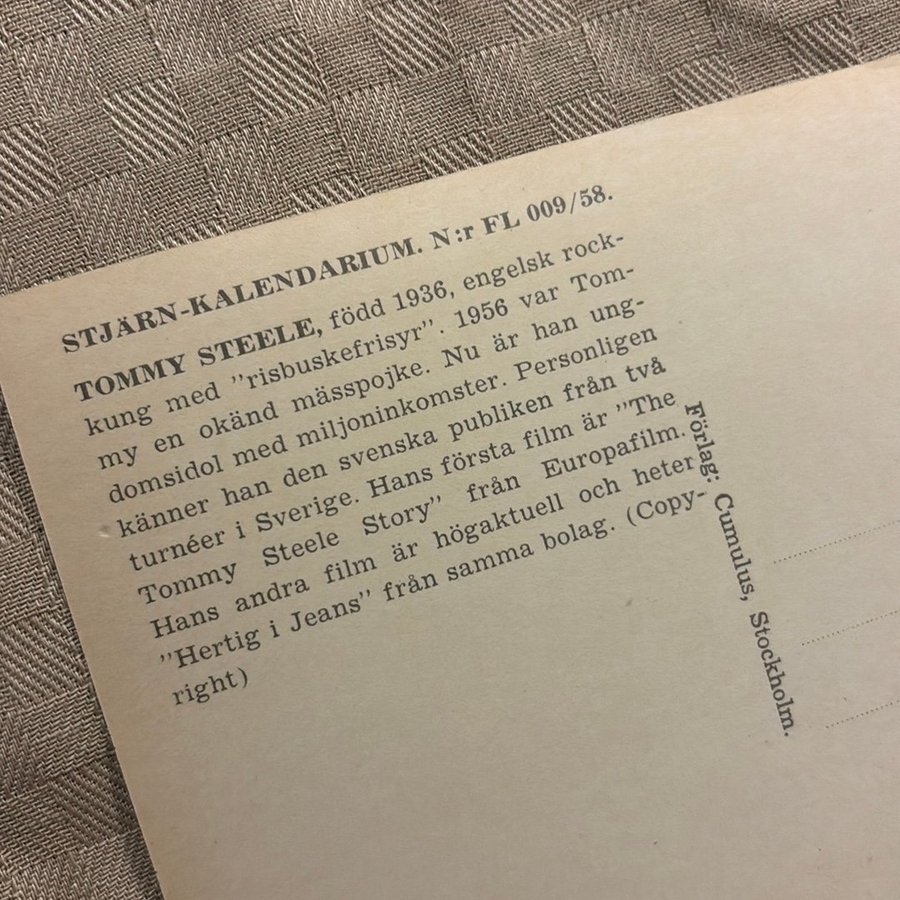 STJÄRN-KALENDARIUM. N:r FL 009/58.
TOMMY STEELE, född 1936, engelsk rock-
kung med ”risbuskefrisyr”. 1956 var Tom-
my en okänd mässpojke. Nu är han ung-
domsidol med miljoninkomster. Personligen
känner han den svenska publiken från två
turnéer i Sverige. Hans första film är ”The
Tommy Steele Story” från Europafilm.
Hans andra film är högaktuell och heter
”Hertig i Jeans” från samma bolag. (Copy-
right)
Förlag: Cumulus, Stockholm.